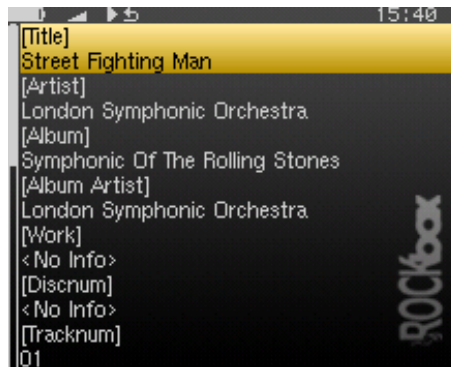 15:40
[Title]
Street Fighting Man
[Artist]
London Symphonic Orchestra
[Album]
Symphonic Of The Rolling Stones
[Album Artist]
London Symphonic Orchestra
[Work]
<No Info>
[Discnum]
<No Info>
[Tracknum]
01
ROCKbox